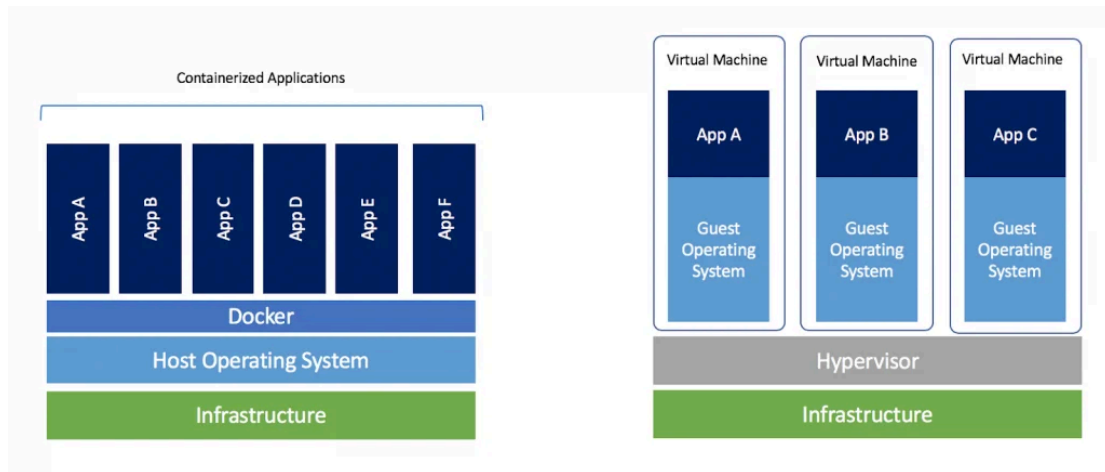 Containerized Applications
App A
App B
App C
App D
App E
App F
Docker
Host Operating System
Infrastructure
Virtual Machine
App A
Guest
Operating
System
Virtual Machine
App B
Guest
Operating
System
Virtual Machine
App C
Guest
Operating
System
Hypervisor
Infrastructure